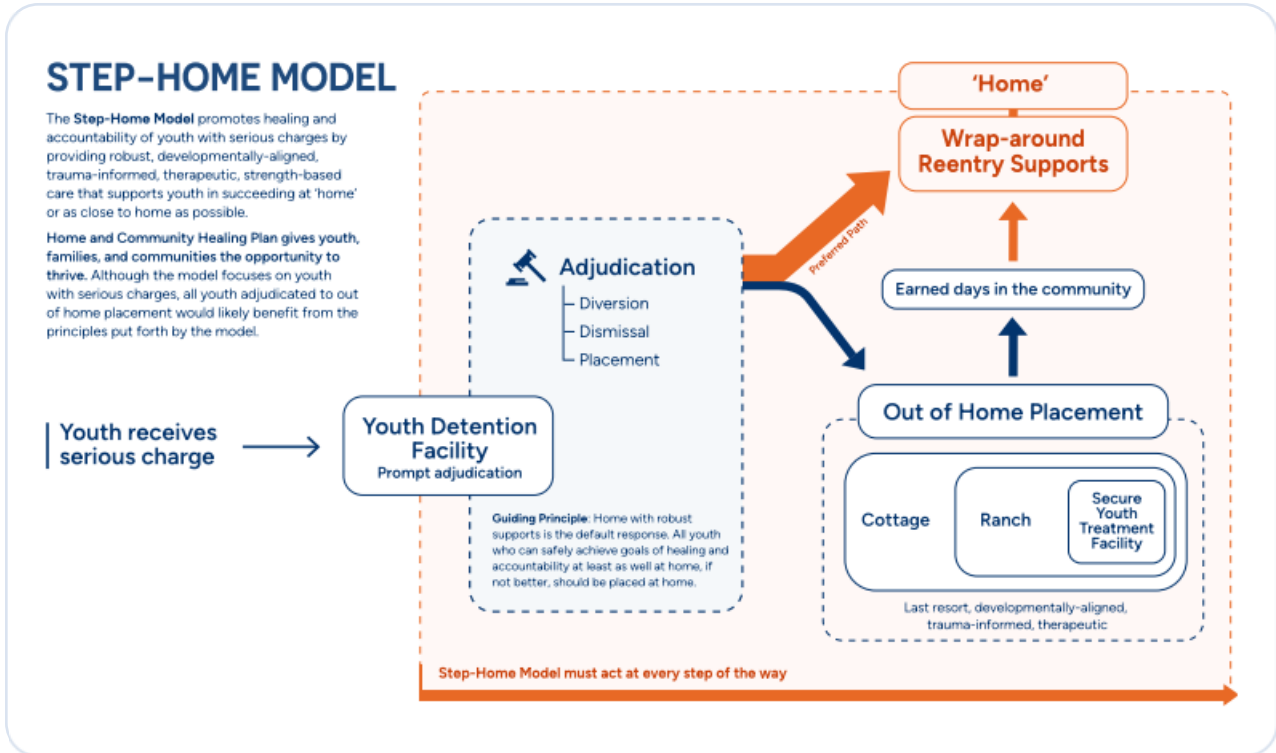 STEP-HOME MODEL
The Step-Home Model promotes healing and
accountability of youth with serious charges by
providing robust, developmentally-aligned,
trauma-informed, therapeutic, strength-based
care that supports youth in succeeding at 'home'
or as close to home as possible.
Home and Community Healing Plan gives youth,
families, and communities the opportunity to
thrive. Although the model focuses on youth
with serious charges, all youth adjudicated to out
of home placement would likely benefit from the
principles put forth by the model.
Youth receives
serious charge
Youth Detention
Facility
Prompt adjudication
Adjudication
Diversion
Dismissal
Placement
Guiding Principle: Home with robust
supports is the default response. All youth
who can safely achieve goals of healing and
accountability at least as well at home, if
not better, should be placed at home.
Preferred Path
'Home'
Wrap-around
Reentry Supports
Earned days in the community
Out of Home Placement
Cottage
Ranch
Secure
Youth
Treatment
Facility
Last resort, developmentally-aligned,
trauma-informed, therapeutic
Step-Home Model must act at every step of the way